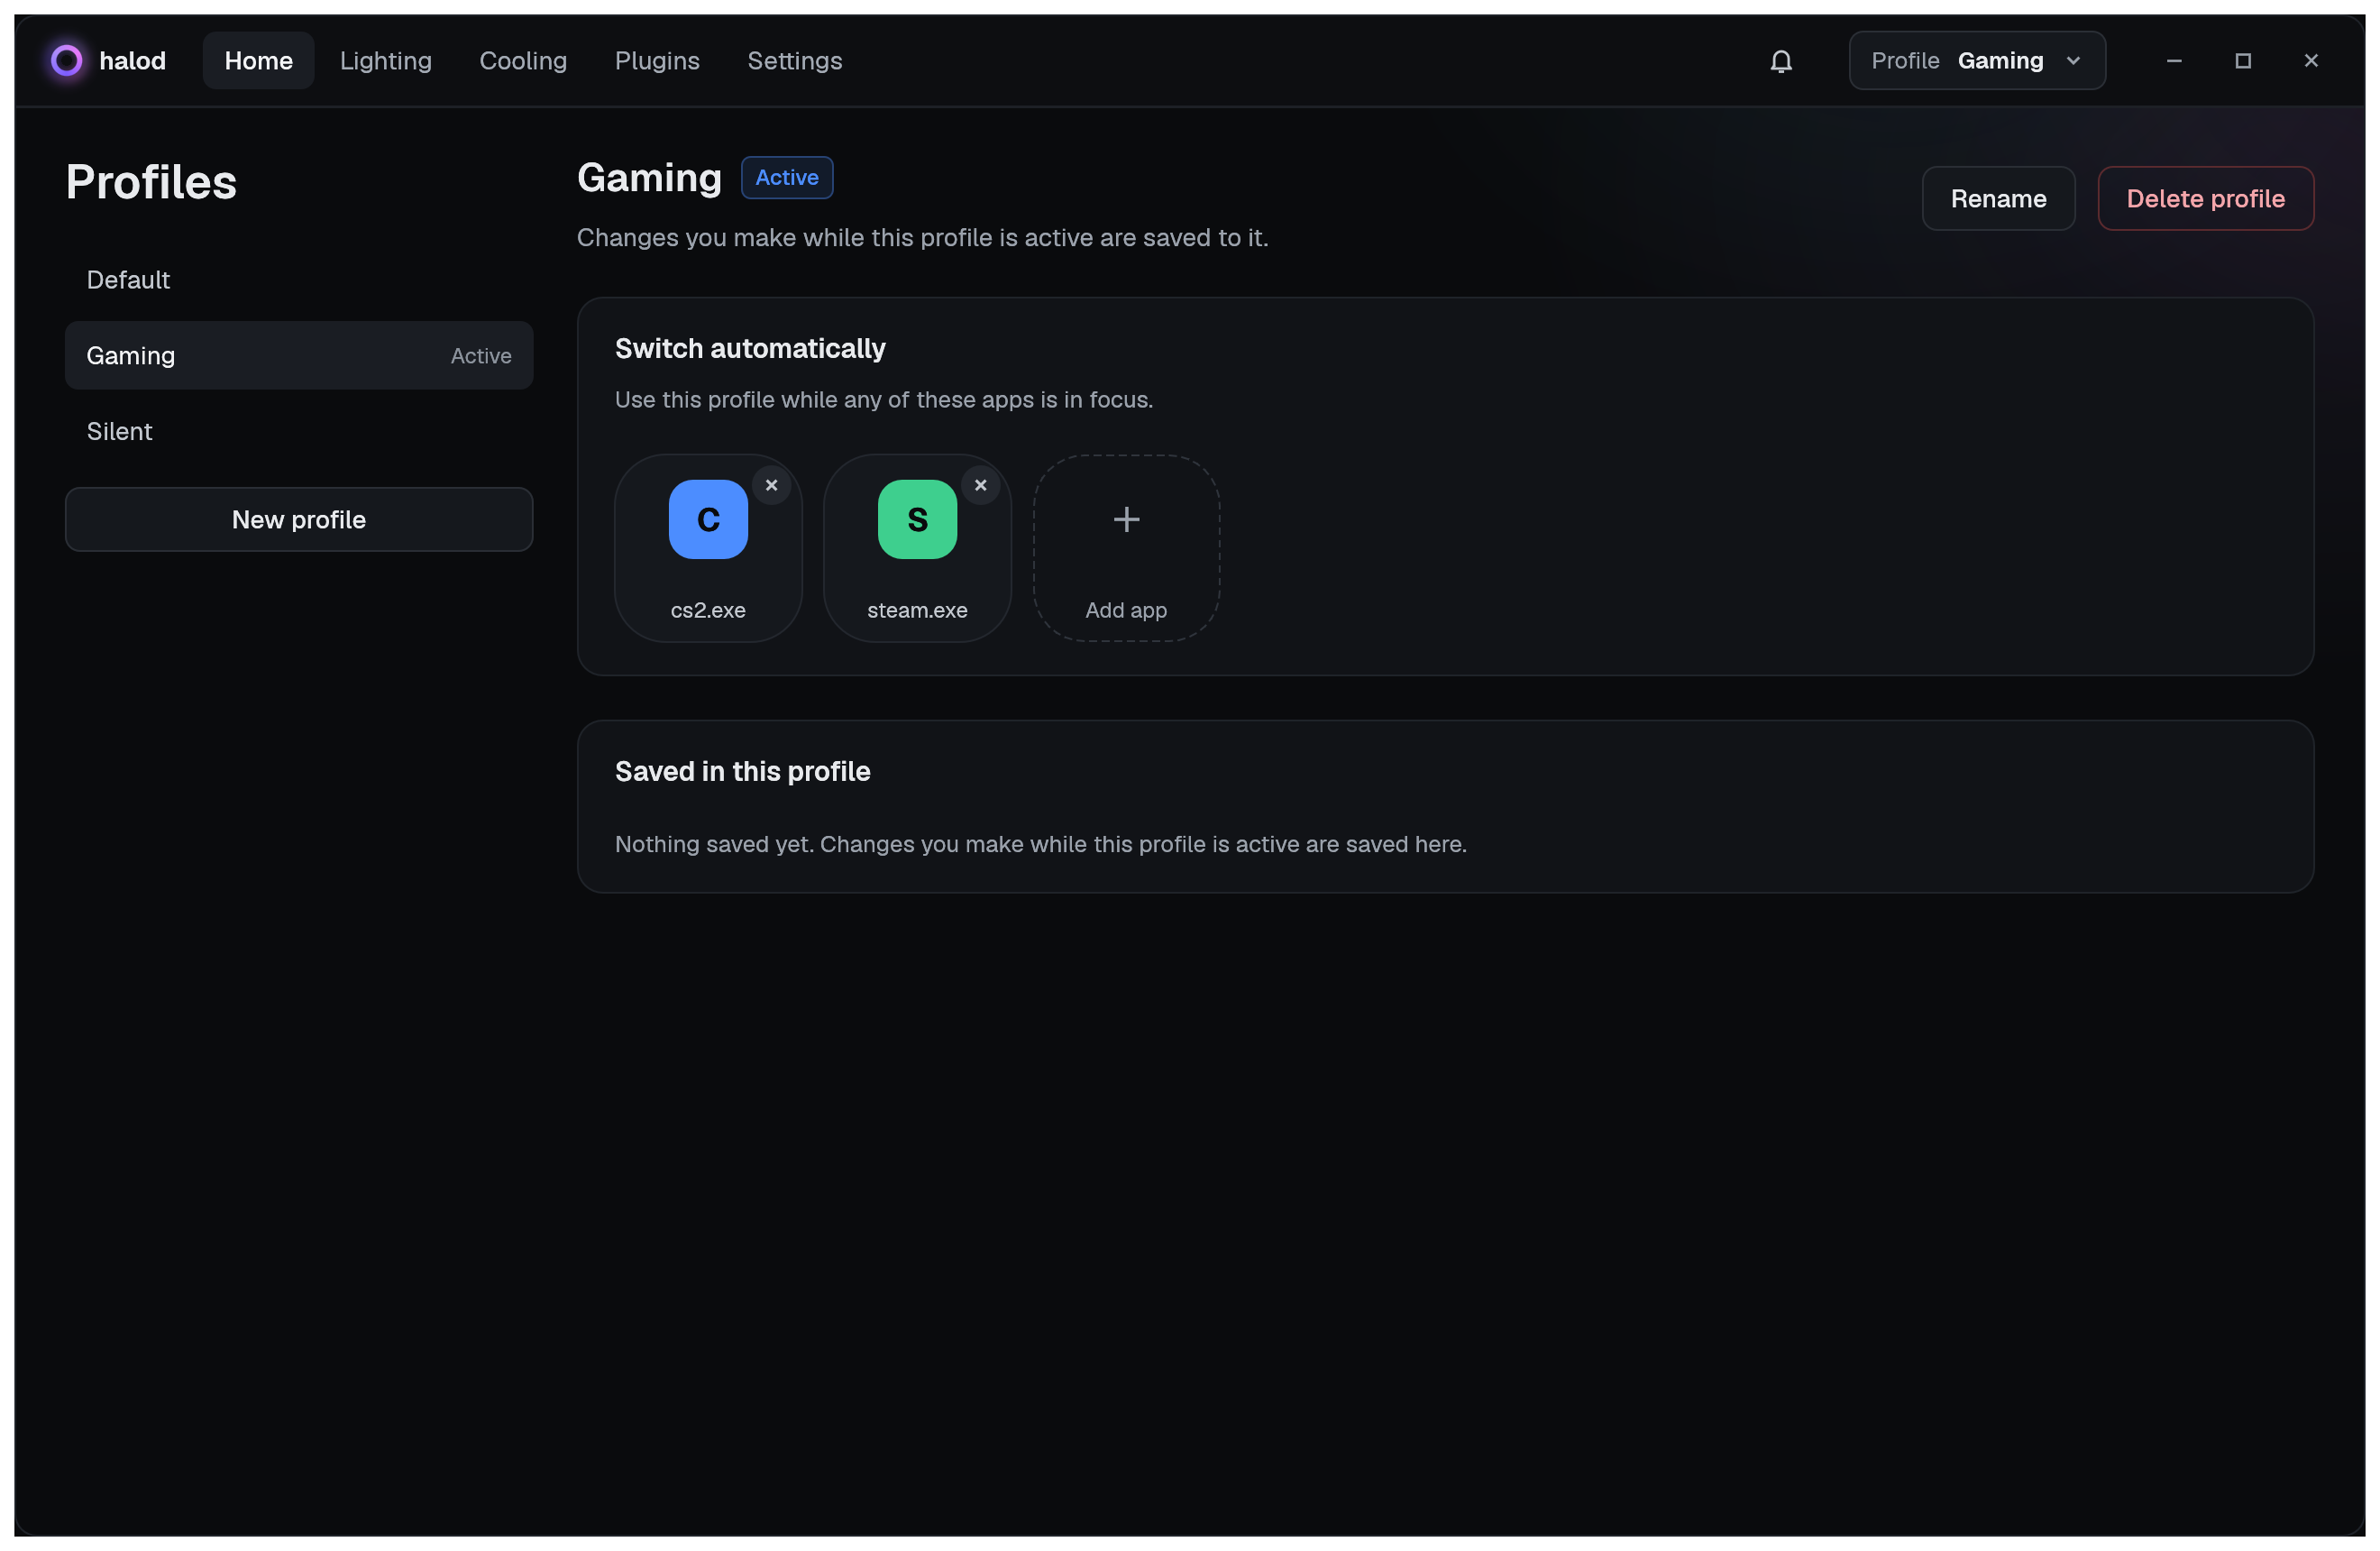 halod
Home
Lighting
Cooling
Plugins
Settings
Profile Gaming
Profiles
Default
Gaming Active
Silent
New profile
Gaming Active
Changes you make while this profile is active are saved to it.
Rename
Delete profile
Switch automatically
Use this profile while any of these apps is in focus.
C
cs2.exe
S
steam.exe
Add app
Saved in this profile
Nothing saved yet. Changes you make while this profile is active are saved here.